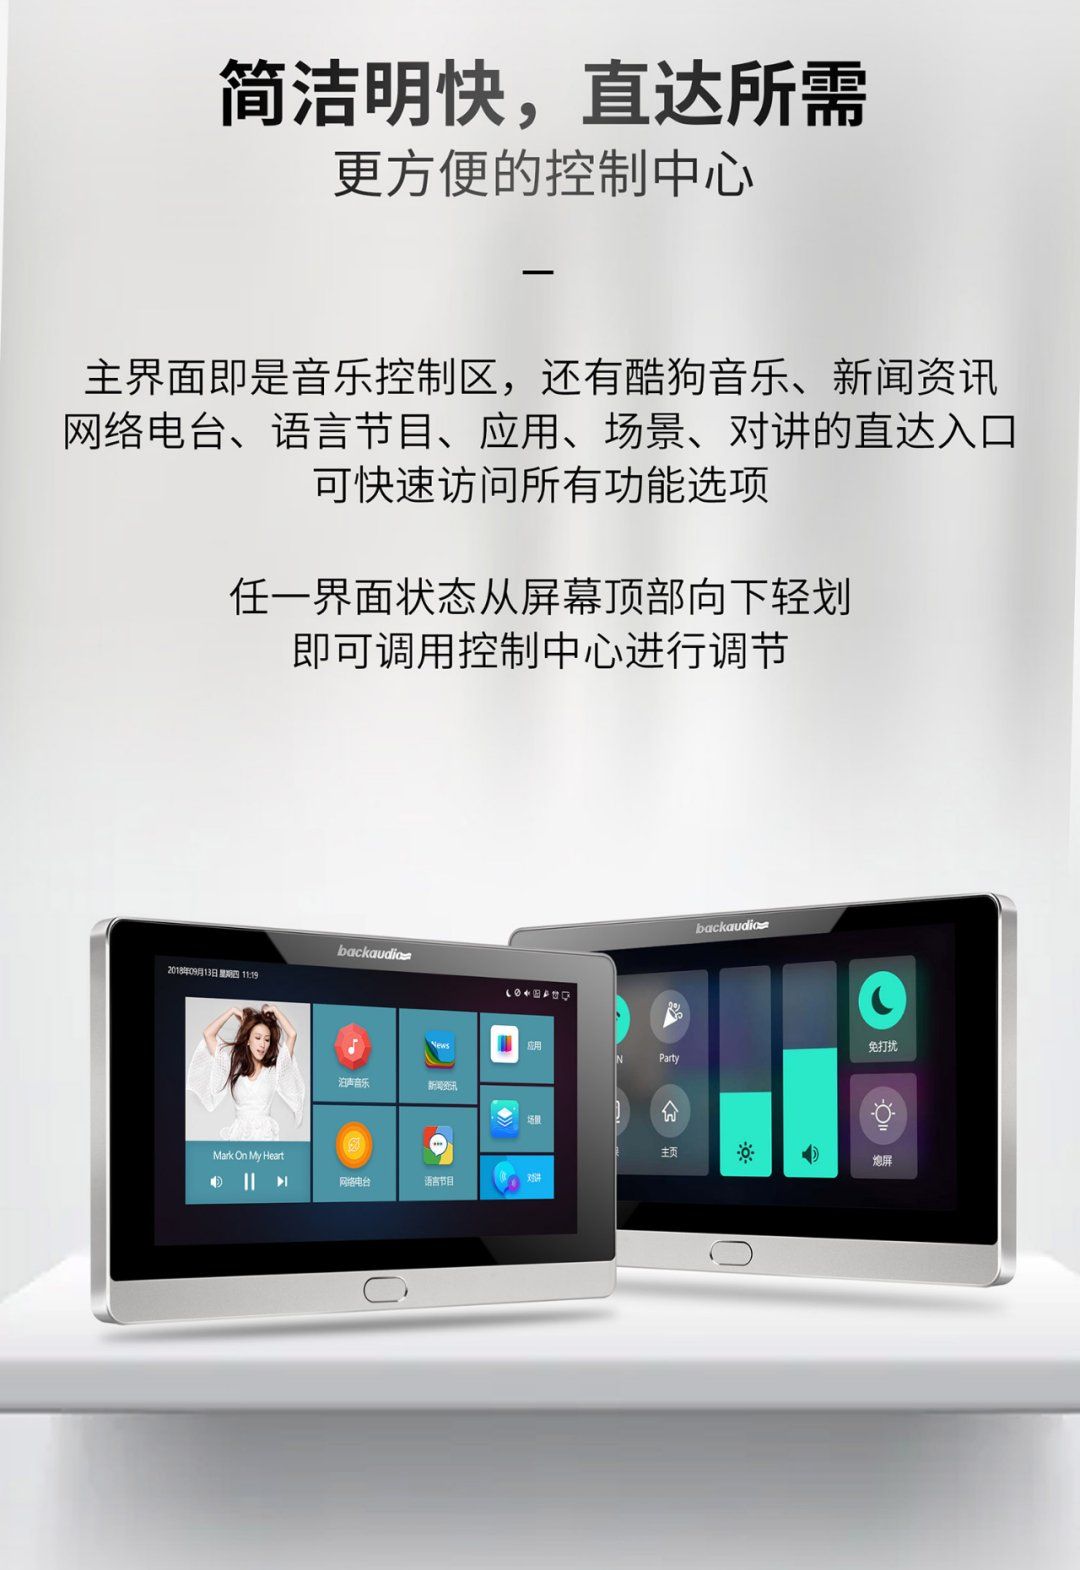 简洁明快，直达所需
更方便的控制中心
主界面即是音乐控制区，还有酷狗音乐、新闻资讯
网络电台、语言节目、应用、场景、对讲的直达入口
可快速访问所有功能选项
任一界面状态从屏幕顶部向下轻划
即可调用控制中心进行调节
backaudio
2018年09月13日 星期四 11:19
Mark On My Heart
泊声音乐
News
新闻资讯
应用
场景
网络电台
语言节目
对讲
backaudio
N
Party
主页
免打扰
熄屏